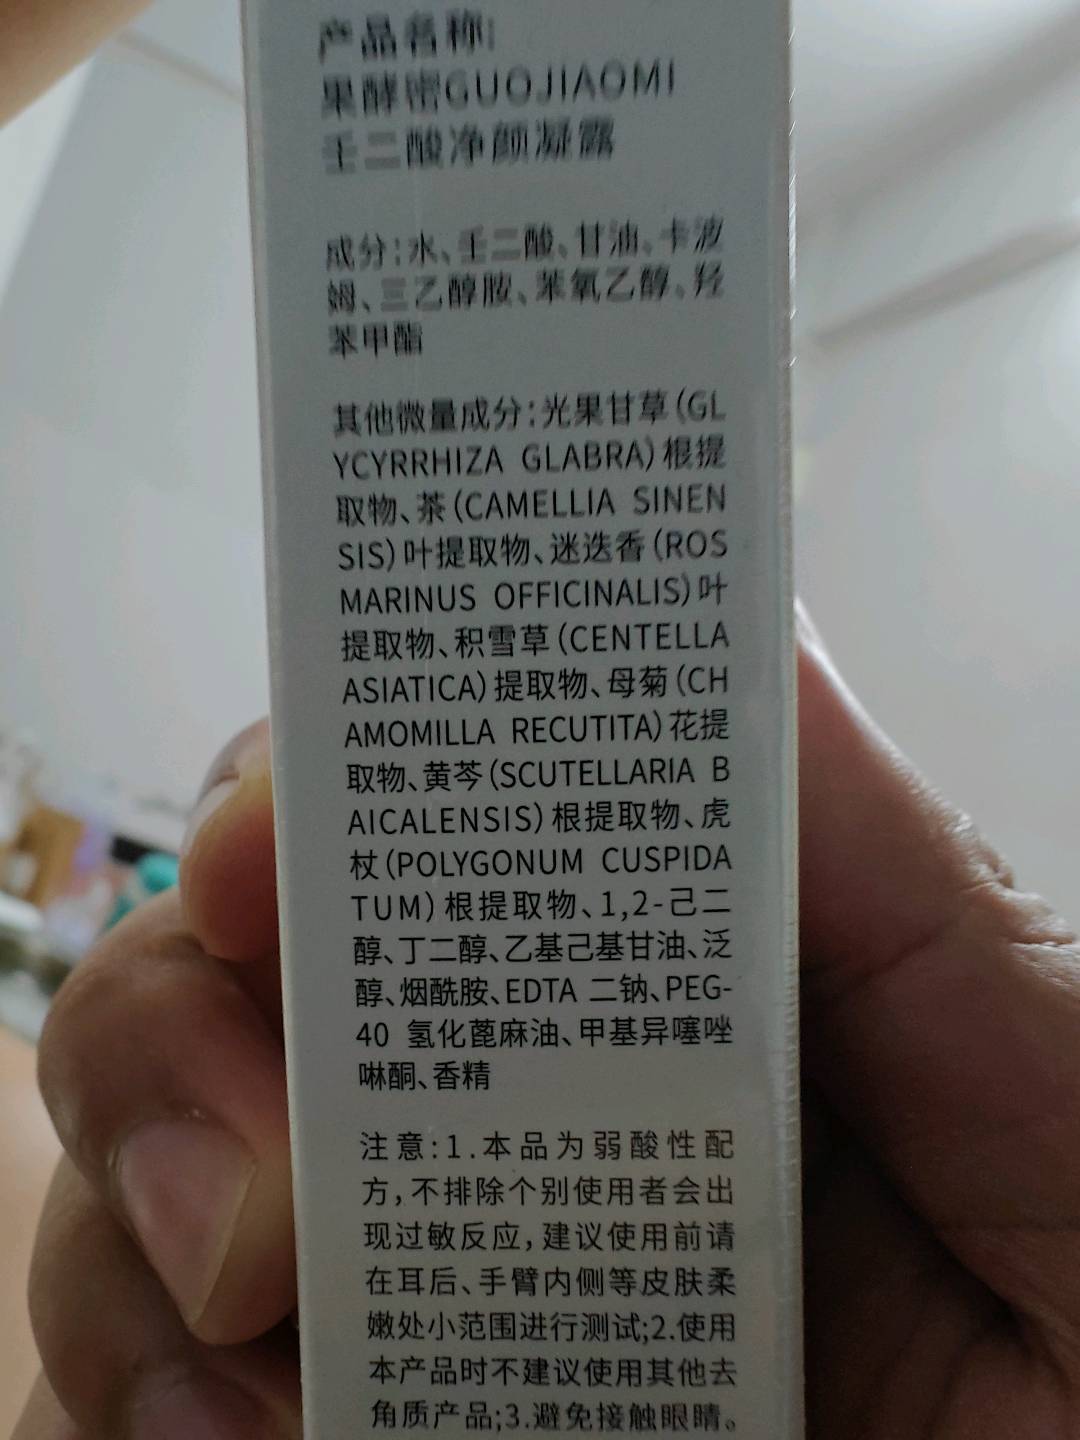 产品名称:
果酵密GUOJIAOMI
壬二酸净颜凝露
成分:水、壬二酸、甘油、卡波
姆、三乙醇胺、苯氧乙醇、羟
苯甲酯
其他微量成分:光果甘草(GL
YCYRRHIZA GLABRA)根提
取物、茶(CAMELLIA SINEN
SIS)叶提取物、迷迭香(ROS
MARINUS OFFICINALIS)叶
提取物、积雪草(CENTELLA
ASIATICA)提取物、母菊(CH
AMOMILLA RECUTITA)花提
取物、黄芩(SCUTELLARIA B
AICALENSIS)根提取物、虎
杖(POLYGONUM CUSPIDA
TUM)根提取物、1,2-己二
醇、丁二醇、乙基己基甘油、泛
醇、烟酰胺、EDTA 二钠、PEG-
40 氢化蓖麻油、甲基异噻唑
啉酮、香精
注意:1.本品为弱酸性配
方,不排除个别使用者会出
现过敏反应,建议使用前请
在耳后、手臂内侧等皮肤柔
嫩处小范围进行测试;2.使用
本产品时不建议使用其他去
角质产品;3.避免接触眼睛。